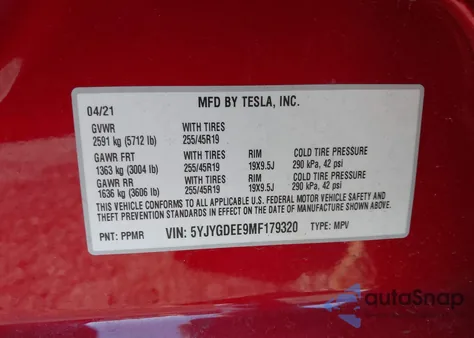 MFD BY TESLA, INC.
04/21
GVWR WITH TIRES
2591 kg (5712 lb) 255/45R19
GAWR FRT WITH TIRES RIM COLD TIRE PRESSURE
1363 kg (3004 lb) 255/45R19 19X9.5J 290 kPa, 42 psi
GAWR RR WITH TIRES RIM COLD TIRE PRESSURE
1636 kg (3606 lb) 255/45R19 19X9.5J 290 kPa, 42 psi
THIS VEHICLE CONFORMS TO ALL APPLICABLE U.S. FEDERAL MOTOR VEHICLE SAFETY AND
THEFT PREVENTION STANDARDS IN EFFECT ON THE DATE OF MANUFACTURE SHOWN ABOVE.
PNT: PPMR VIN: 5YJYGDEE9MF179320 TYPE: MPV
autoSnap